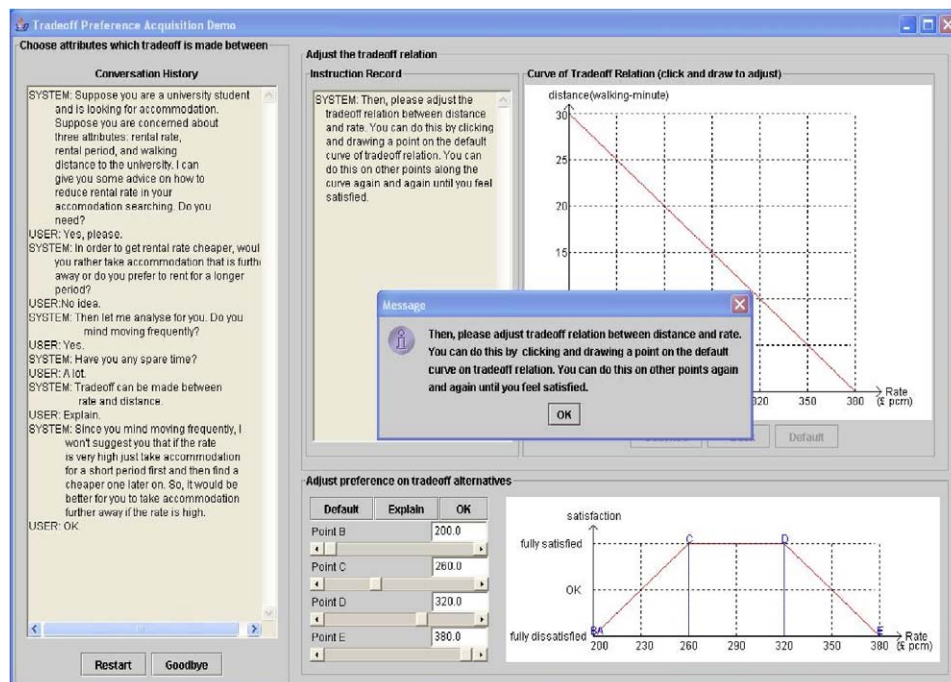 Tradeoff Preference Acquisition Demo
Choose attributes which tradeoff is made between
Conversation History
SYSTEM: Suppose you are a university student
and is looking for accommodation.
Suppose you are concerned about
three attributes: rental rate,
rental period, and walking
distance to the university. I can
give you some advice on how to
reduce rental rate in your
accomodation searching. Do you
need?
USER: Yes, please.
SYSTEM: In order to get rental rate cheaper, woul
you rather take accommodation that is furthe
away or do you prefer to rent for a longer
period?
USER:No idea.
SYSTEM: Then let me analyse for you. Do you
mind moving frequently?
USER: Yes.
SYSTEM: Have you any spare time?
USER: A lot.
SYSTEM: Tradeoff can be made between
rate and distance.
USER: Explain.
SYSTEM: Since you mind moving frequently, I
won't suggest you that if the rate
is very high just take accommodation
for a short period first and then find a
cheaper one later on. So, it would be
better for you to take accommodation
further away if the rate is high.
USER: OK.
Restart Goodbye
Adjust the tradeoff relation
Instruction Record
SYSTEM: Then, please adjust the
tradeoff relation between distance
and rate. You can do this by clicking
and drawing a point on the default
curve of tradeoff relation. You can
do this on other points along the
curve again and again until you feel
satisfied.
Curve of Tradeoff Relation (click and draw to adjust)
distance(walking-minute)
30
25
20
15
320 350 380
Rate
(£ pcm)
Default
Message
Then, please adjust tradeoff relation between distance and rate.
You can do this by clicking and drawing a point on the default
curve on tradeoff relation. You can do this on other points again
and again until you feel satisfied.
OK
Adjust preference on tradeoff alternatives
Default Explain OK
Point B 200.0
Point C 260.0
Point D 320.0
Point E 380.0
satisfaction
fully satisfied
OK
fully dissatisfied
BA C D E
200 230 260 290 320 350 380
Rate
(£ pcm)